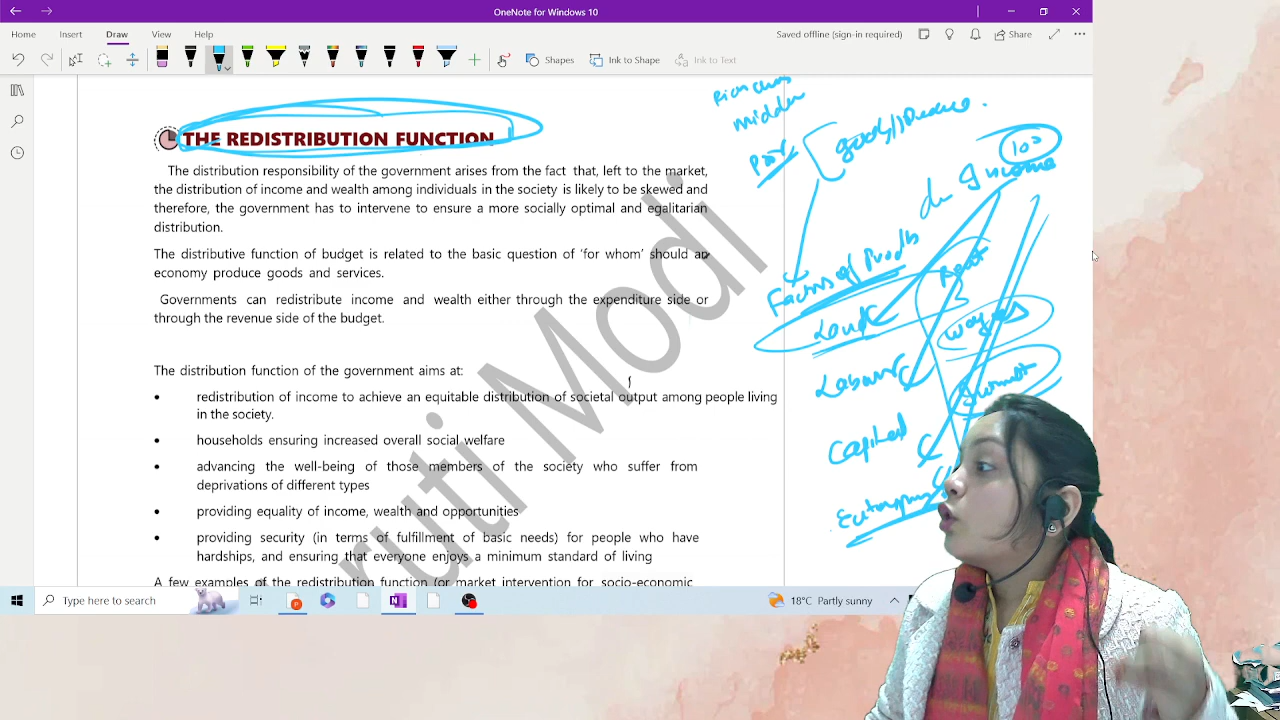 OneNote for Windows 10
Home Insert Draw View Help
Saved offline (sign-in required)
Share
Shapes
Ink to Shape
Ink to Text
Rich class
middle
Poor
goods
Income
THE REDISTRIBUTION FUNCTION
The distribution responsibility of the government arises from the fact that, left to the market,
the distribution of income and wealth among individuals in the society is likely to be skewed and
therefore, the government has to intervene to ensure a more socially optimal and egalitarian
distribution.
The distributive function of budget is related to the basic question of ‘for whom’ should an
economy produce goods and services.
Governments can redistribute income and wealth either through the expenditure side or
through the revenue side of the budget.
The distribution function of the government aims at:
• redistribution of income to achieve an equitable distribution of societal output among people living
in the society.
• households ensuring increased overall social welfare
• advancing the well-being of those members of the society who suffer from
deprivations of different types
• providing equality of income, wealth and opportunities
• providing security (in terms of fulfillment of basic needs) for people who have
hardships, and ensuring that everyone enjoys a minimum standard of living
A few examples of the redistribution function (or market intervention for socio-economic
Factors of Prodn
Land
Rent
Labour
wages
Capital
ruti Modi
Type here to search
18°C Partly sunny